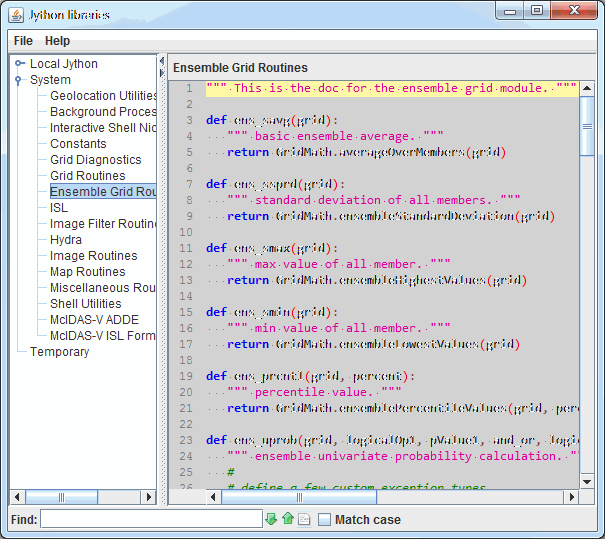 Jython libraries
File Help
Local Jython
System
Geolocation Utilities
Background Proces
Interactive Shell Nic
Constants
Grid Diagnostics
Grid Routines
Ensemble Grid Rou
ISL
Image Filter Routine
Hydra
Image Routines
Map Routines
Miscellaneous Rou
Shell Utilities
McIDAS-V ADDE
McIDAS-V ISL Form
Temporary
Ensemble Grid Routines
1 """ This is the doc for the ensemble grid module. """
2
3 def ens_savg(grid):
4 """ basic ensemble average. """
5 return GridMath.averageOverMembers(grid)
6
7 def ens_ssprd(grid):
8 """ standard deviation of all members. """
9 return GridMath.ensembleStandardDeviation(grid)
10
11 def ens_smax(grid):
12 """ max value of all member. """
13 return GridMath.ensembleHighestValues(grid)
14
15 def ens_smin(grid):
16 """ min value of all member. """
17 return GridMath.ensembleLowestValues(grid)
18
19 def ens_prcntl(grid, percent):
20 """ percentile value. """
21 return GridMath.ensemblePercentileValues(grid, perc
22
23 def ens_uprob(grid, logicalOp1, pValue1, and_or, logic
24 """ ensemble univariate probability calculation. ""
25 #
26 # define a few custom exception types
Find: Match case